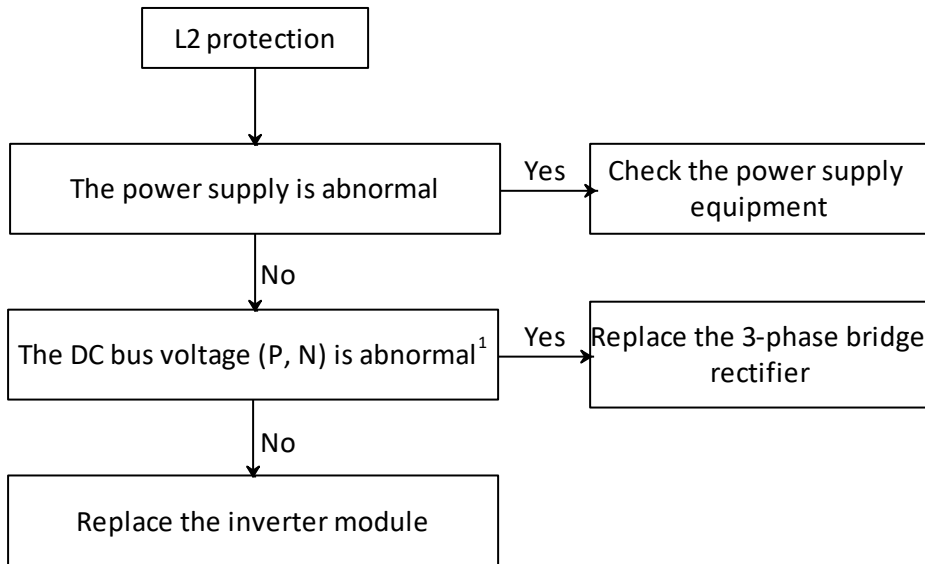 L2 protection
The power supply is abnormal
Yes
Check the power supply
equipment
No
The DC bus voltage (P, N) is abnormal¹
Yes
Replace the 3-phase bridge
rectifier
No
Replace the inverter module